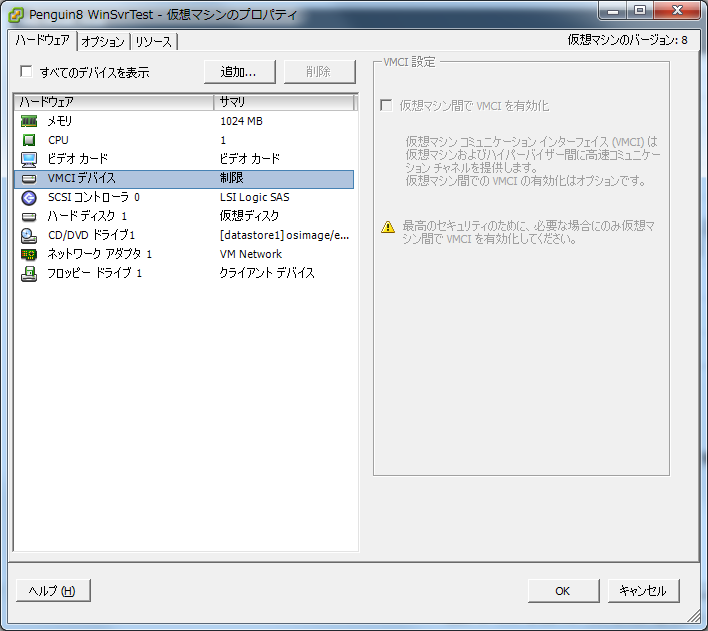 Penguin8 WinSvrTest - 仮想マシンのプロパティ
ハードウェア オプション リソース 仮想マシンのバージョン: 8
すべてのデバイスを表示 追加... 削除
ハードウェア サマリ
メモリ 1024 MB
CPU 1
ビデオ カード ビデオ カード
VMCI デバイス 制限
SCSI コントローラ 0 LSI Logic SAS
ハード ディスク 1 仮想ディスク
CD/DVD ドライブ1 [datastore1] osimage/e...
ネットワーク アダプタ 1 VM Network
フロッピー ドライブ 1 クライアント デバイス
VMCI 設定
仮想マシン間で VMCI を有効化
仮想マシン コミュニケーション インターフェイス (VMCI) は
仮想マシンおよびハイパーバイザー間に高速コミュニケー
ション チャネルを提供します。
仮想マシン間での VMCI の有効化はオプションです。
最高のセキュリティのために、必要な場合にのみ仮想マ
シン間で VMCI を有効化してください。
ヘルプ (H) OK キャンセル